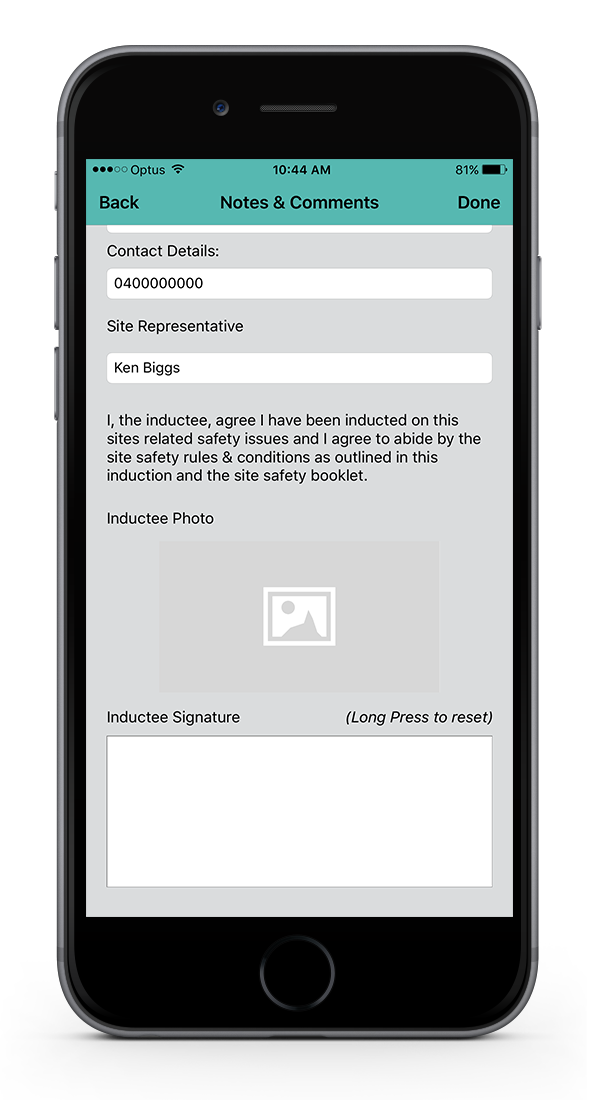 Optus 10:44 AM 81%
Back Notes & Comments Done
Contact Details:
0400000000
Site Representative
Ken Biggs
I, the inductee, agree I have been inducted on this
sites related safety issues and I agree to abide by the
site safety rules & conditions as outlined in this
induction and the site safety booklet.
Inductee Photo
Inductee Signature (Long Press to reset)